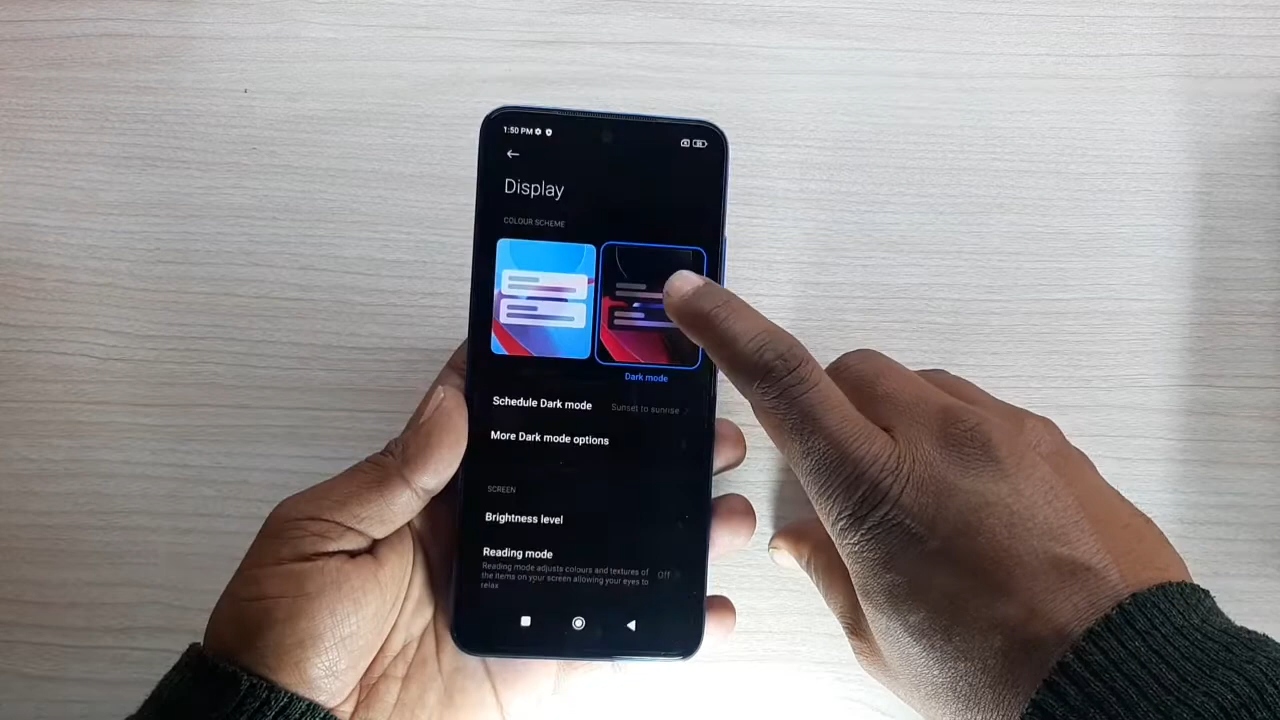 1:50 PM
Display
COLOUR SCHEME
Dark mode
Schedule Dark mode Sunset to sunrise
More Dark mode options
SCREEN
Brightness level
Reading mode
Reading mode adjusts colours and textures of
the items on your screen allowing your eyes to
relax
Off